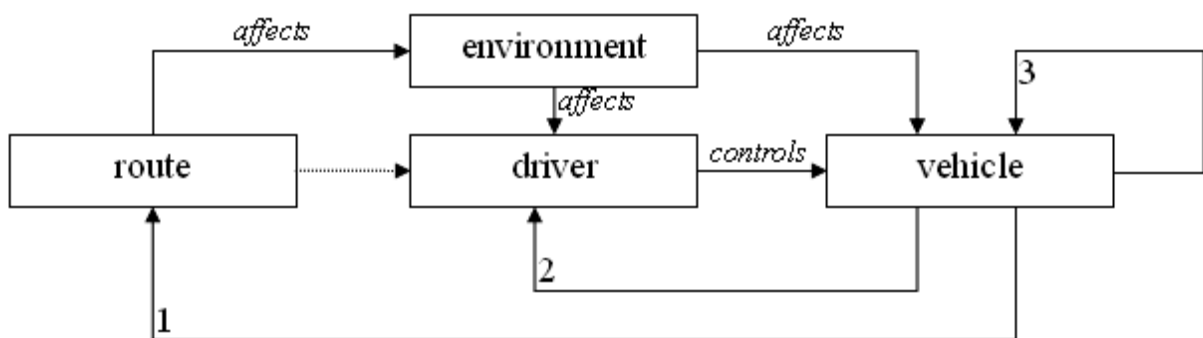 affects
environment
affects
3
affects
route
driver
controls
vehicle
2
1